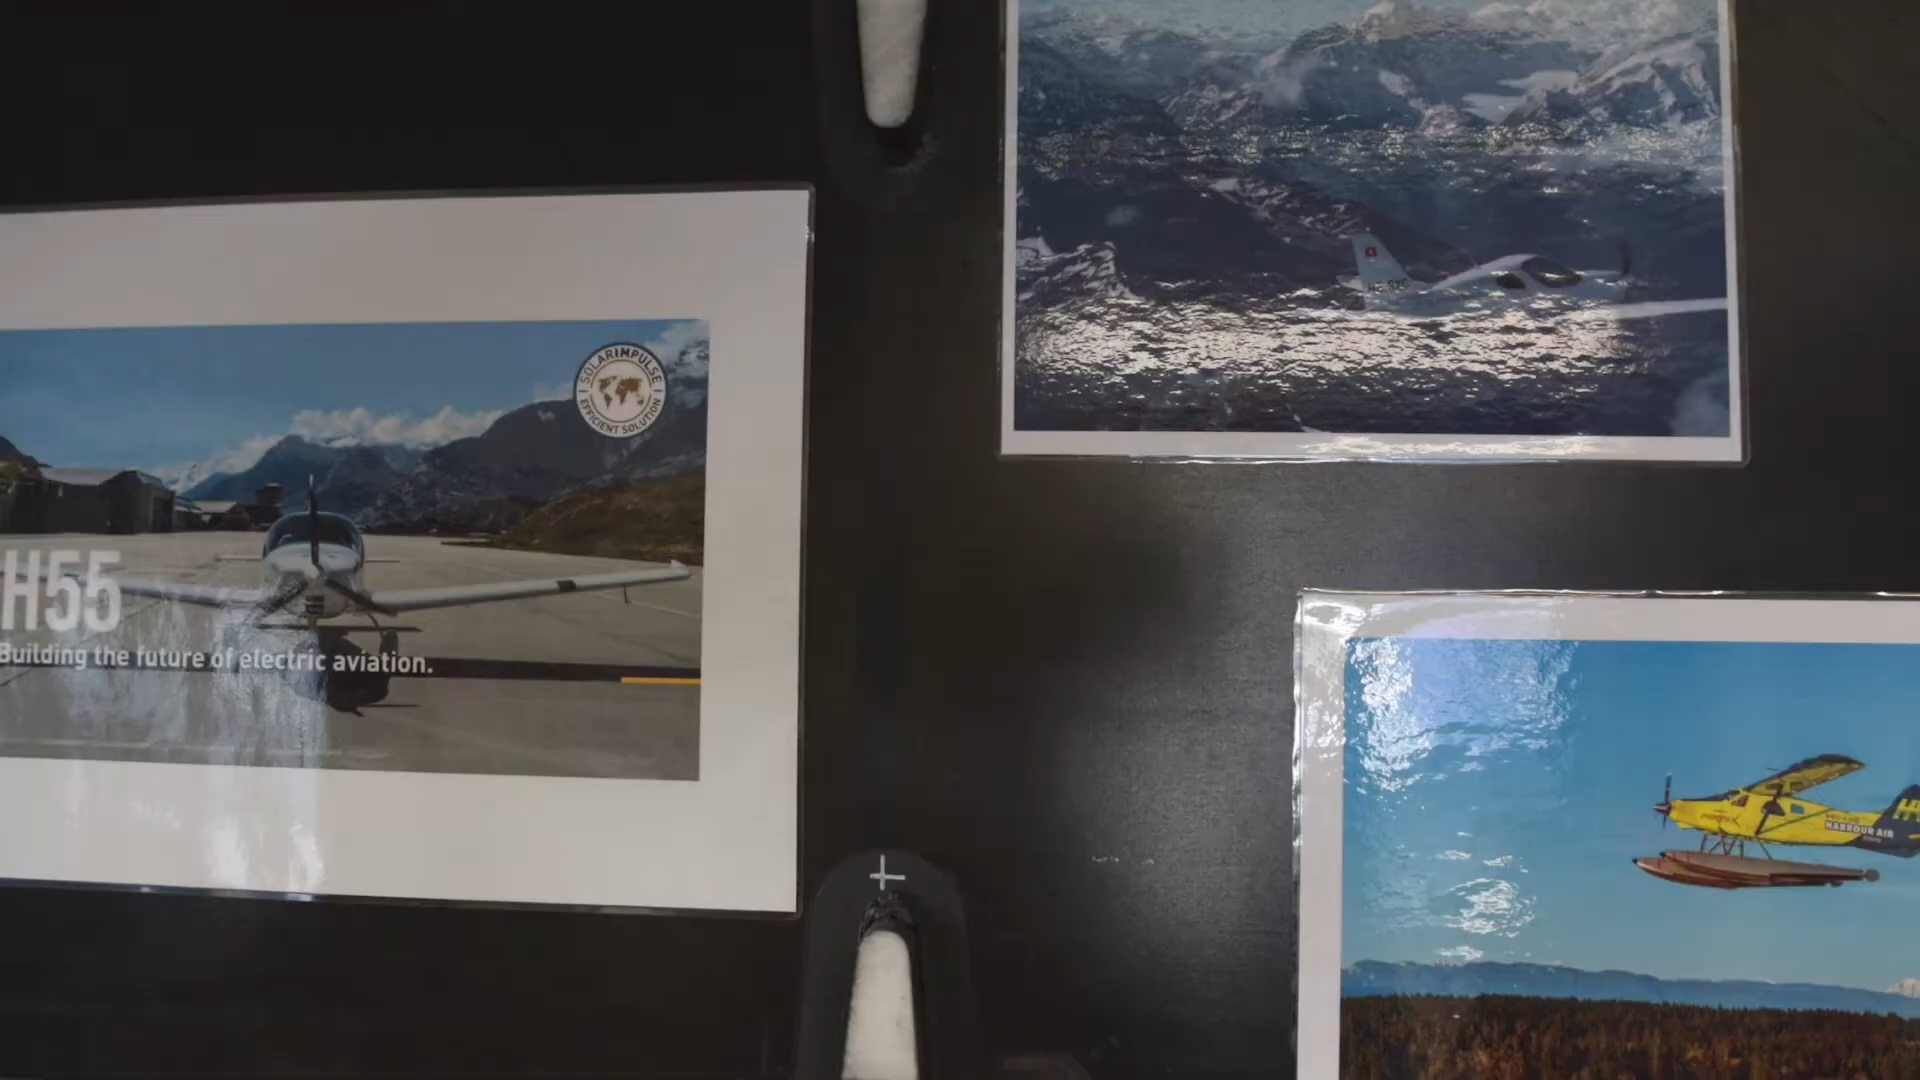 SOLARIMPULSE
EFFICIENT SOLUTION
H55
Building the future of electric aviation.
HARBOUR AIR